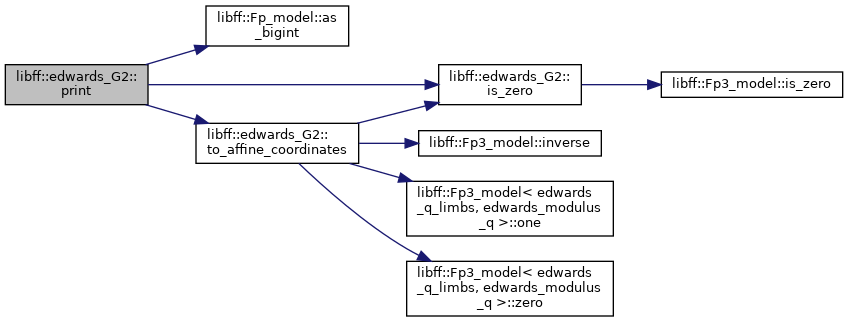 libff::edwards_G2::
print
libff::Fp_model::as
_bigint
libff::edwards_G2::
is_zero
libff::Fp3_model::is_zero
libff::edwards_G2::
to_affine_coordinates
libff::Fp3_model::inverse
libff::Fp3_model< edwards
_q_limbs, edwards_modulus
_q >::one
libff::Fp3_model< edwards
_q_limbs, edwards_modulus
_q >::zero